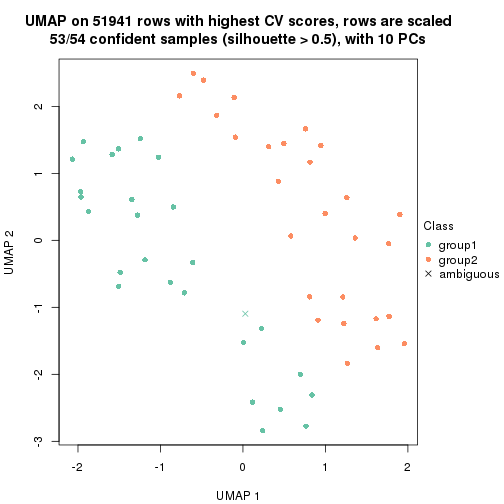 UMAP on 51941 rows with highest CV scores, rows are scaled
53/54 confident samples (silhouette > 0.5), with 10 PCs
2
1
0
-1
-2
-3
UMAP 2
-2
-1
0
1
2
UMAP 1
Class
group1
group2
ambiguous